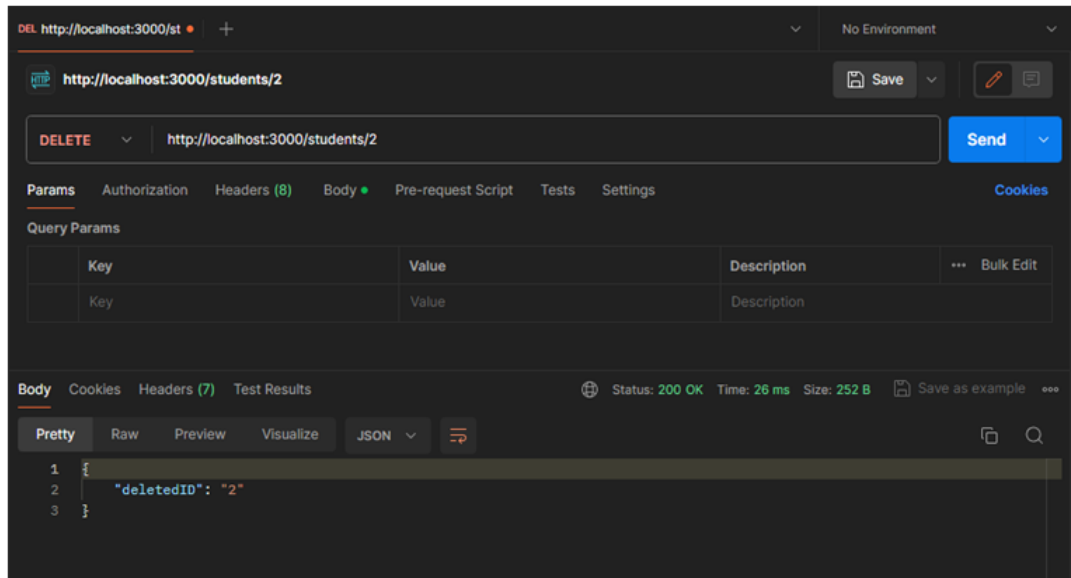 DEL http://localhost:3000/st No Environment
HTTP http://localhost:3000/students/2 Save
DELETE http://localhost:3000/students/2 Send
Params Authorization Headers (8) Body Pre-request Script Tests Settings Cookies
Query Params
Key Value Description Bulk Edit
Key Value Description
Body Cookies Headers (7) Test Results Status: 200 OK Time: 26 ms Size: 252 B Save as example
Pretty Raw Preview Visualize JSON
1 {
2 "deletedID": "2"
3 }